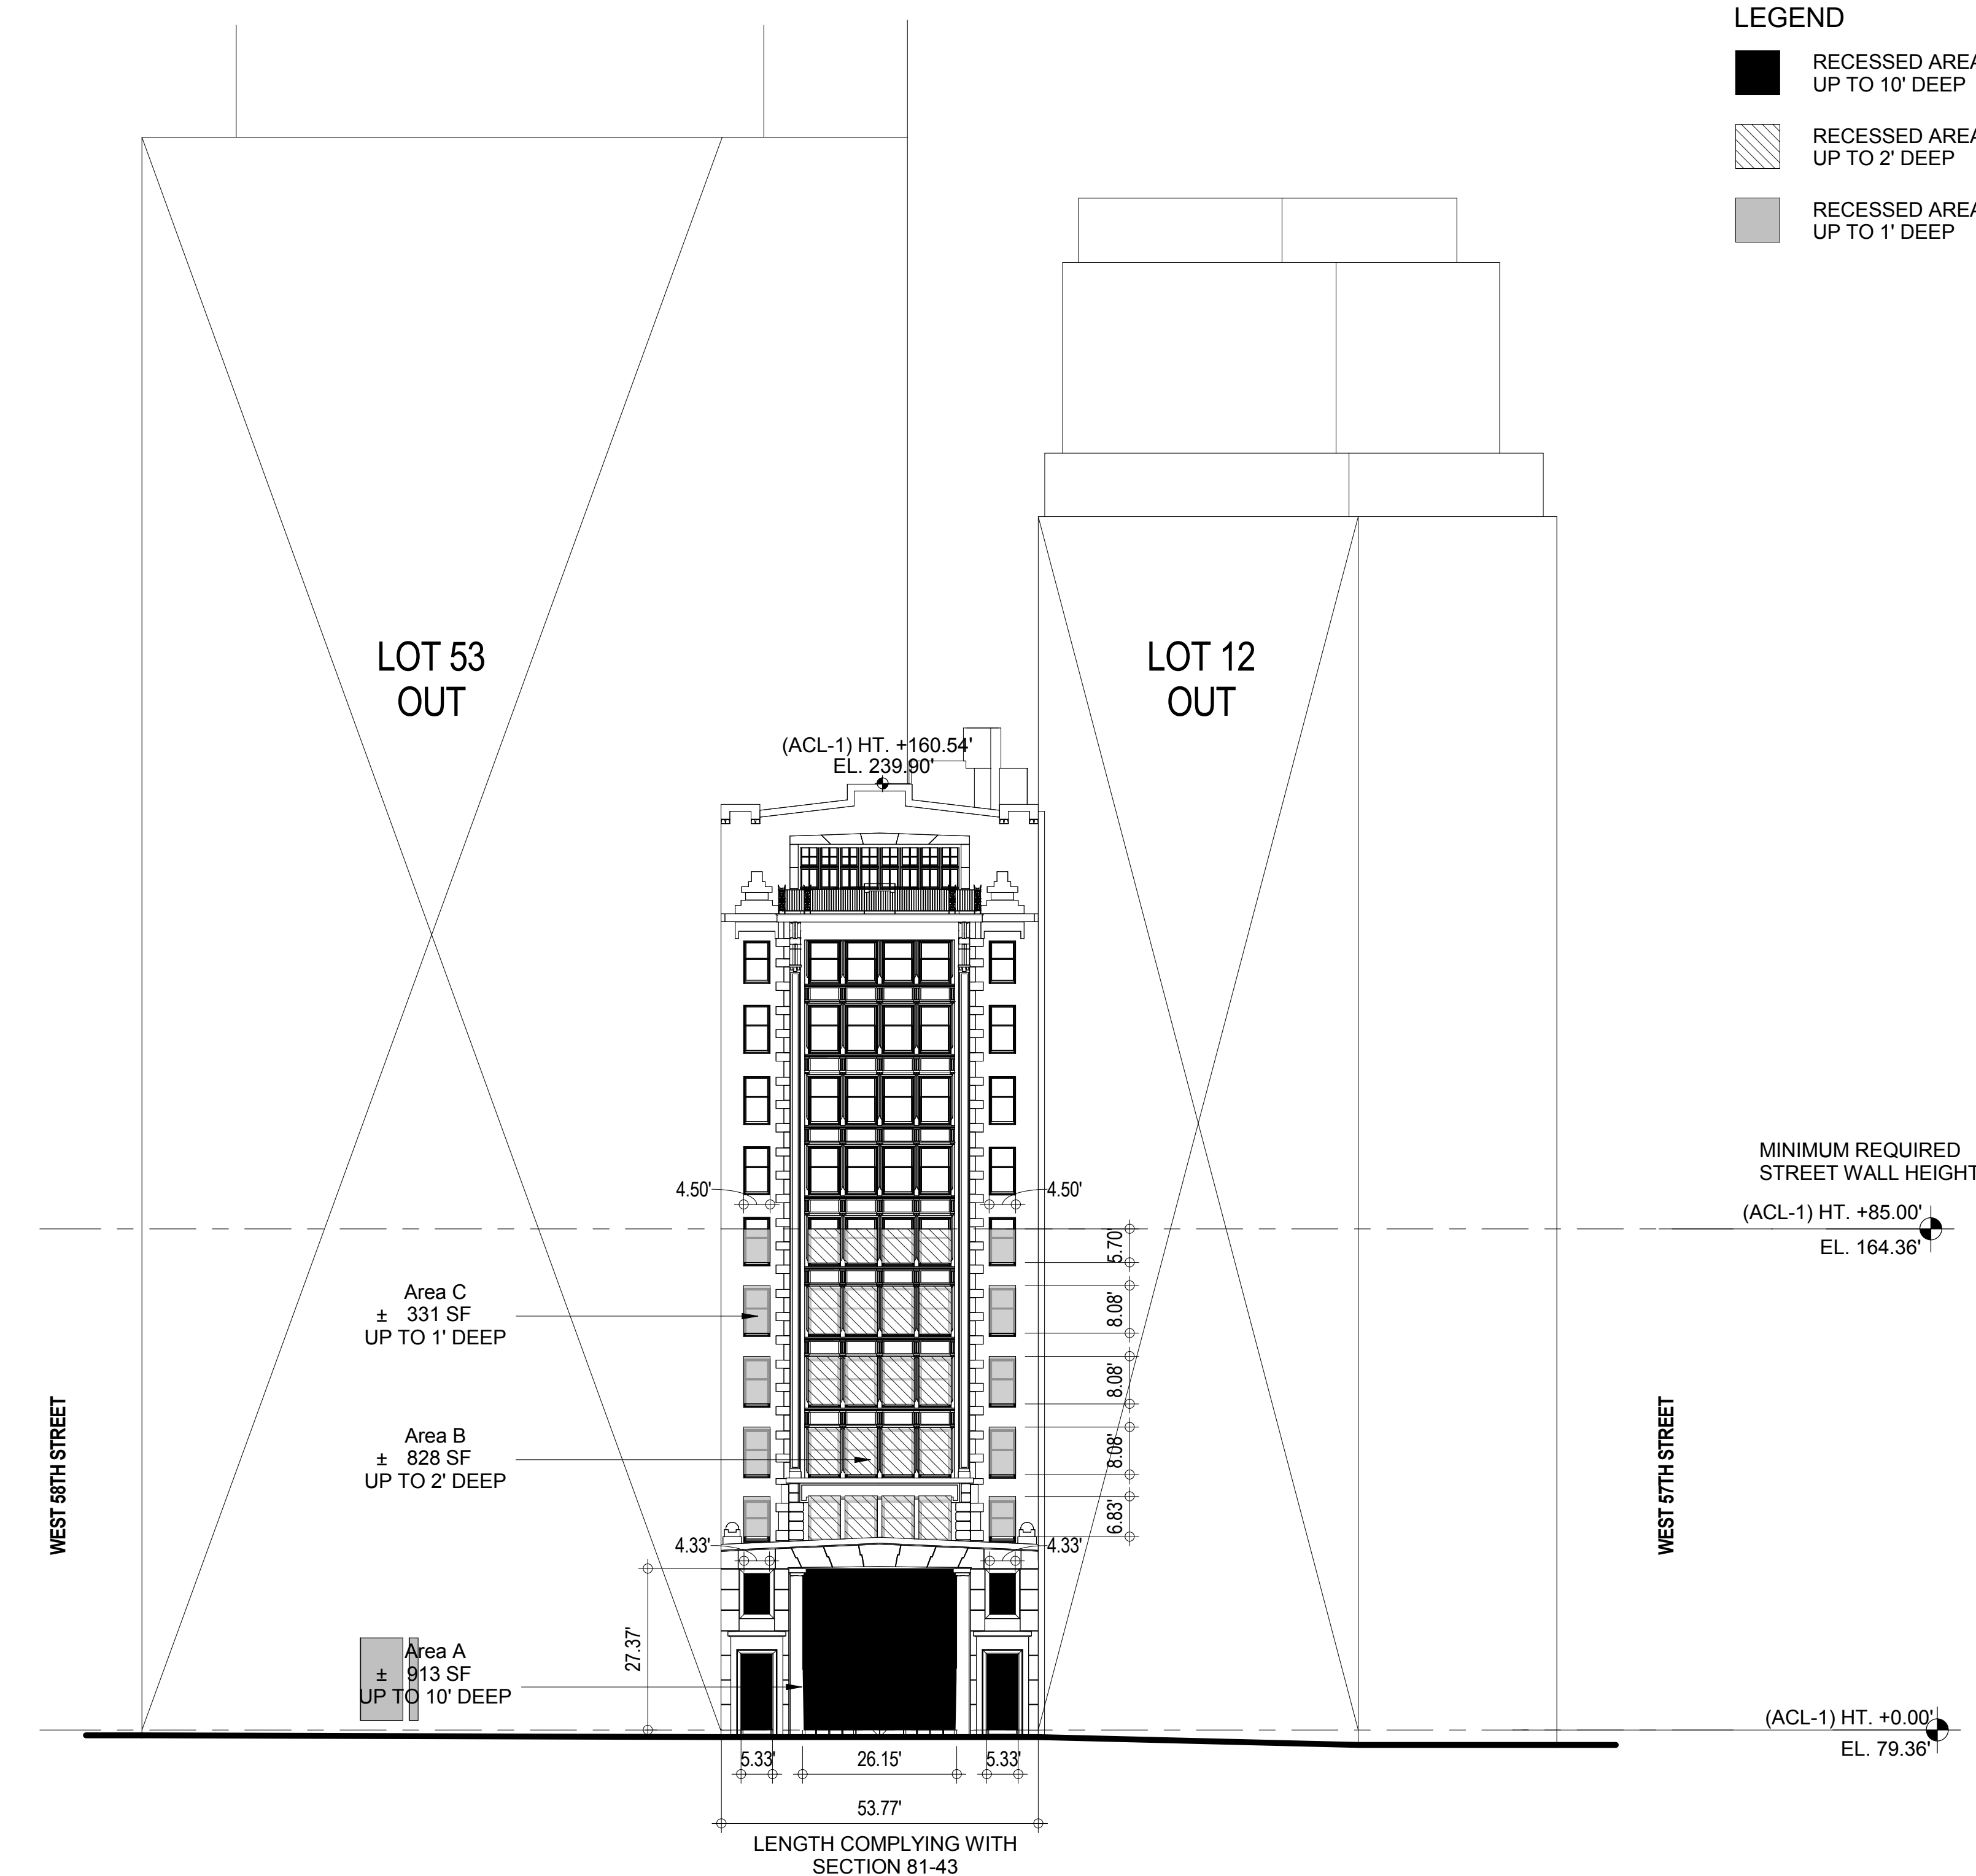 LEGEND
RECESSED AREA
UP TO 10' DEEP
RECESSED AREA
UP TO 2' DEEP
RECESSED AREA
UP TO 1' DEEP
LOT 53
OUT
LOT 12
OUT
(ACL-1) HT. +160.54'
EL. 239.90'
MINIMUM REQUIRED
STREET WALL HEIGHT
(ACL-1) HT. +85.00'
EL. 164.36'
4.50'
4.50'
5.70'
8.08'
8.08'
8.08'
6.83'
Area C
± 331 SF
UP TO 1' DEEP
Area B
± 828 SF
UP TO 2' DEEP
WEST 58TH STREET
WEST 57TH STREET
4.33'
4.33'
27.37'
Area A
± 913 SF
UP TO 10' DEEP
(ACL-1) HT. +0.00'
EL. 79.36'
5.33'
26.15'
5.33'
53.77'
LENGTH COMPLYING WITH
SECTION 81-43